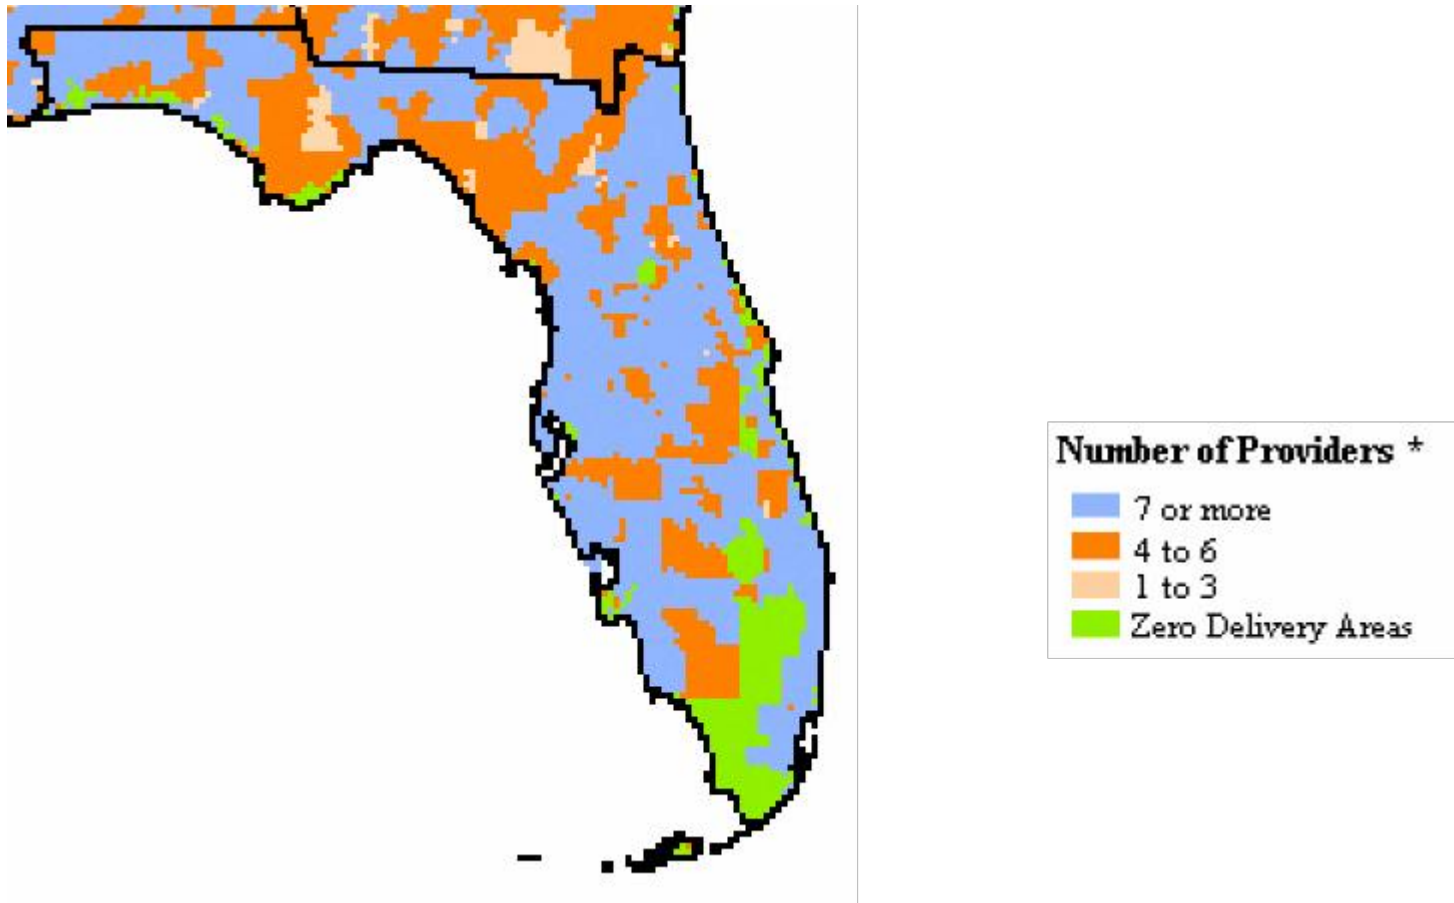 Number of Providers *
7 or more
4 to 6
1 to 3
Zero Delivery Areas